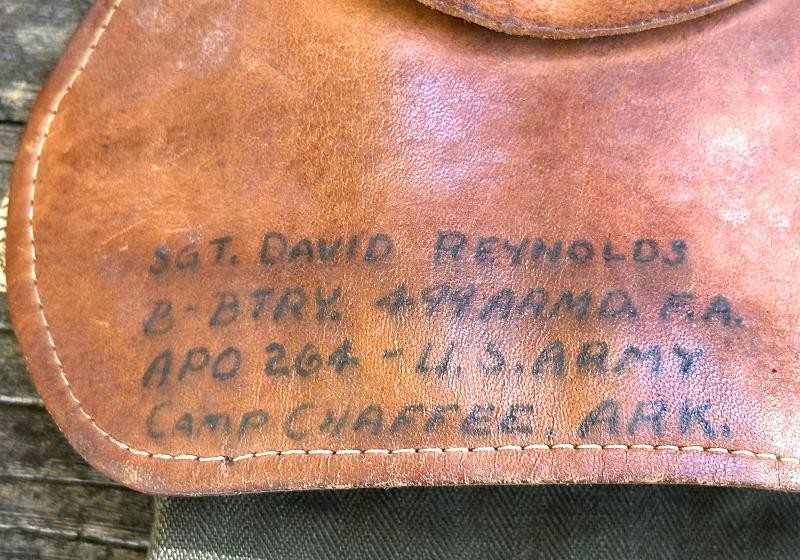 SGT. DAVID REYNOLDS
B-BTRY. 499 ARMD. F.A.
APO 264 - U.S. ARMY
CAMP CHAFFEE, ARK.